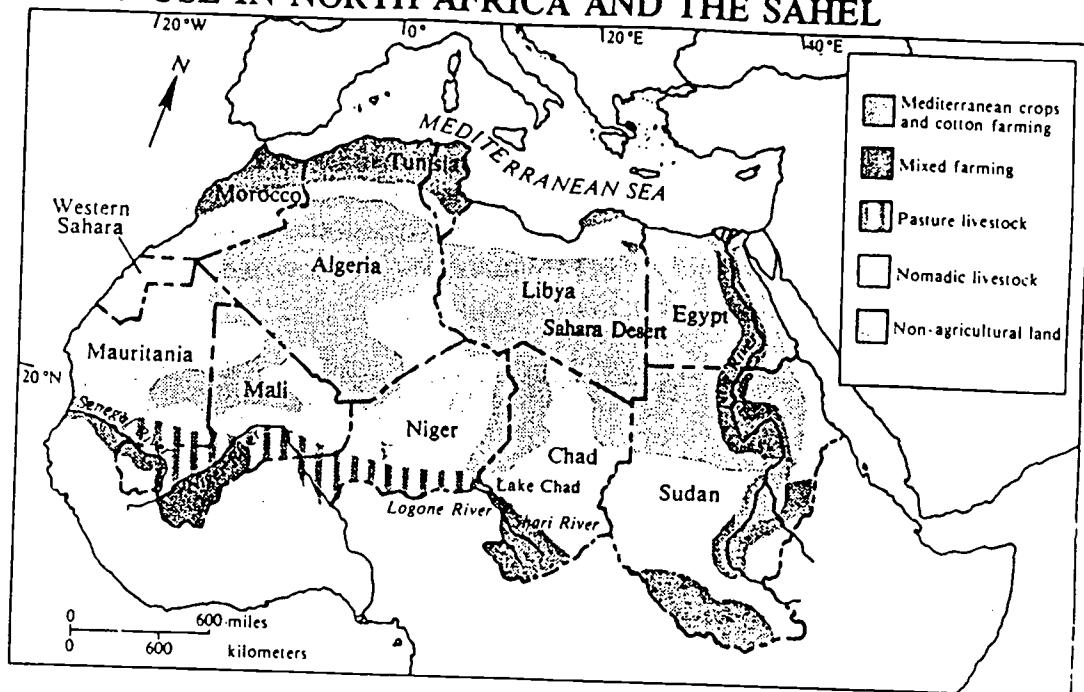 USE IN NORTH AFRICA AND THE SAHEL
20°W
0°
20°E
40°E
N
MEDITERRANEAN SEA
Mediterranean crops
and cotton farming
Mixed farming
Pasture livestock
Nomadic livestock
Non-agricultural land
Tunisia
Morocco
Western
Sahara
Algeria
Libya
Egypt
Sahara Desert
Mauritania
20°N
Mali
Niger
Chad
Sudan
Lake Chad
Logone River
Shari River
0 600 miles
0 600 kilometers